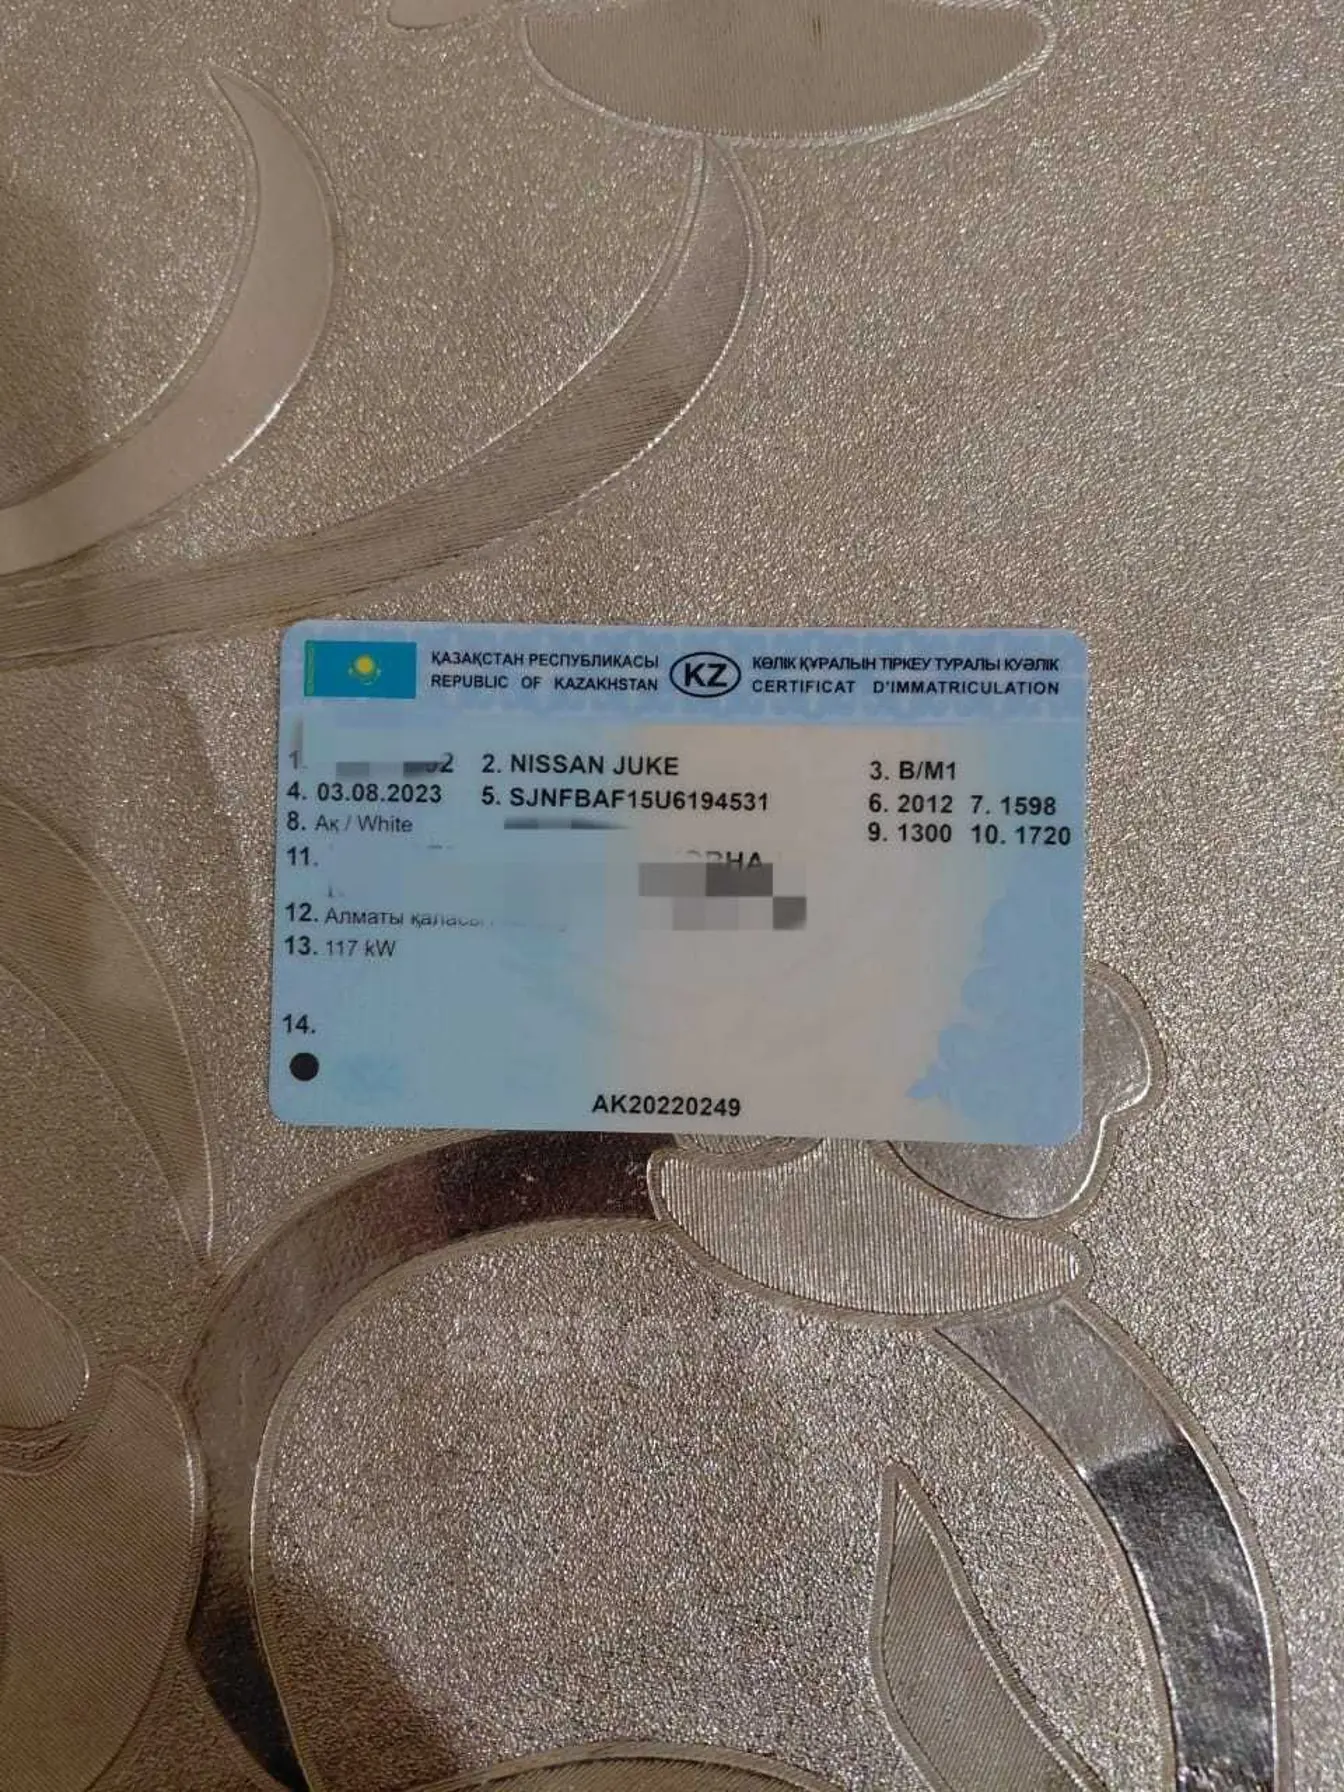 ҚАЗАҚСТАН РЕСПУБЛИКАСЫ KZ КӨЛІК ҚҰРАЛЫН ТІРКЕУ ТУРАЛЫ КУӘЛІК
REPUBLIC OF KAZAKHSTAN CERTIFICAT D'IMMATRICULATION
1. 2. NISSAN JUKE 3. B/M1
4. 03.08.2023 5. SJNFBAF15U6194531 6. 2012 7. 1598
8. Ақ / White 9. 1300 10. 1720
11.
12. Алматы қаласы
13. 117 kW
14.
AK20220249